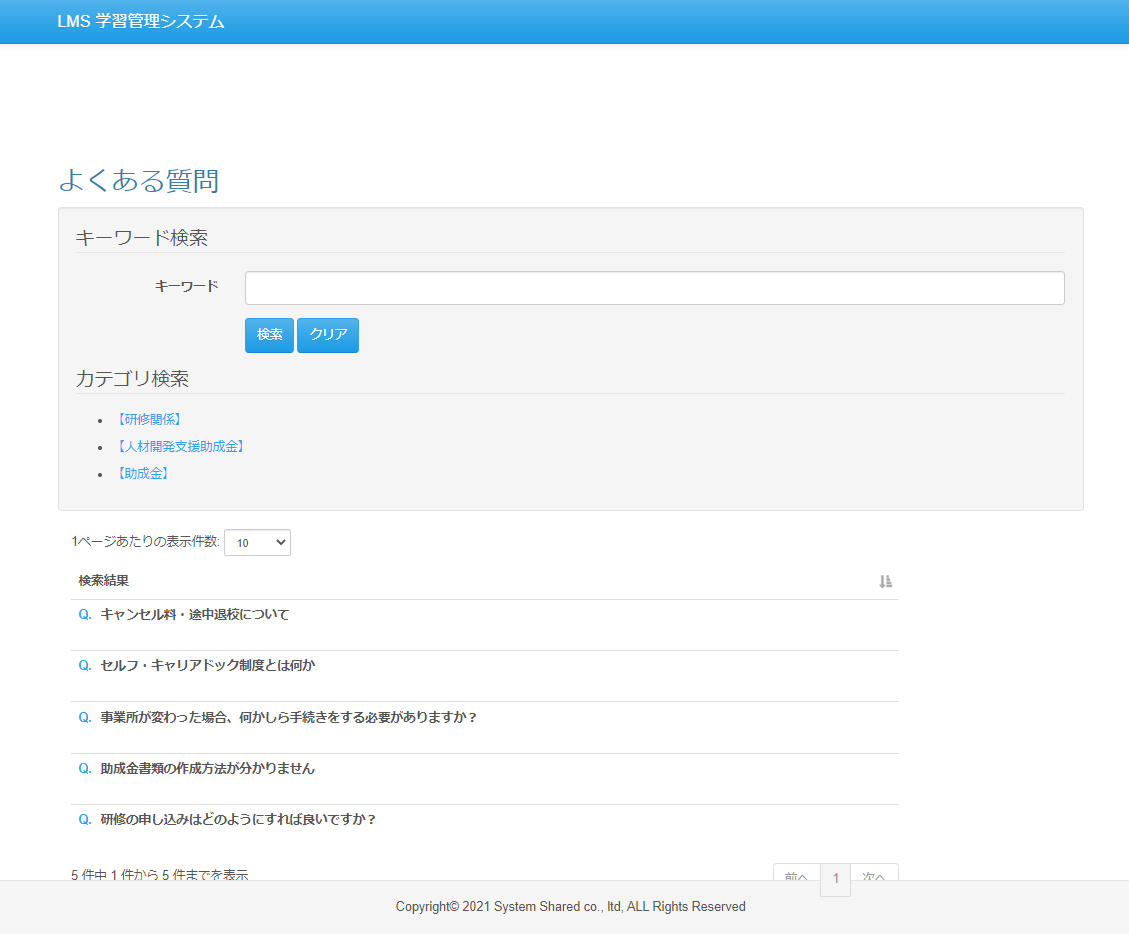 LMS 学習管理システム
よくある質問
キーワード検索
キーワード
検索 クリア
カテゴリ検索
【研修関係】
【人材開発支援助成金】
【助成金】
1ページあたりの表示件数: 10
検索結果
Q. キャンセル料・途中退校について
Q. セルフ・キャリアドック制度とは何か
Q. 事業所が変わった場合、何かしら手続きをする必要がありますか？
Q. 助成金書類の作成方法が分かりません
Q. 研修の申し込みはどのようにすれば良いですか？
5 件中 1 件から 5 件までを表示 前へ 1 次へ
Copyright© 2021 System Shared co., ltd, ALL Rights Reserved